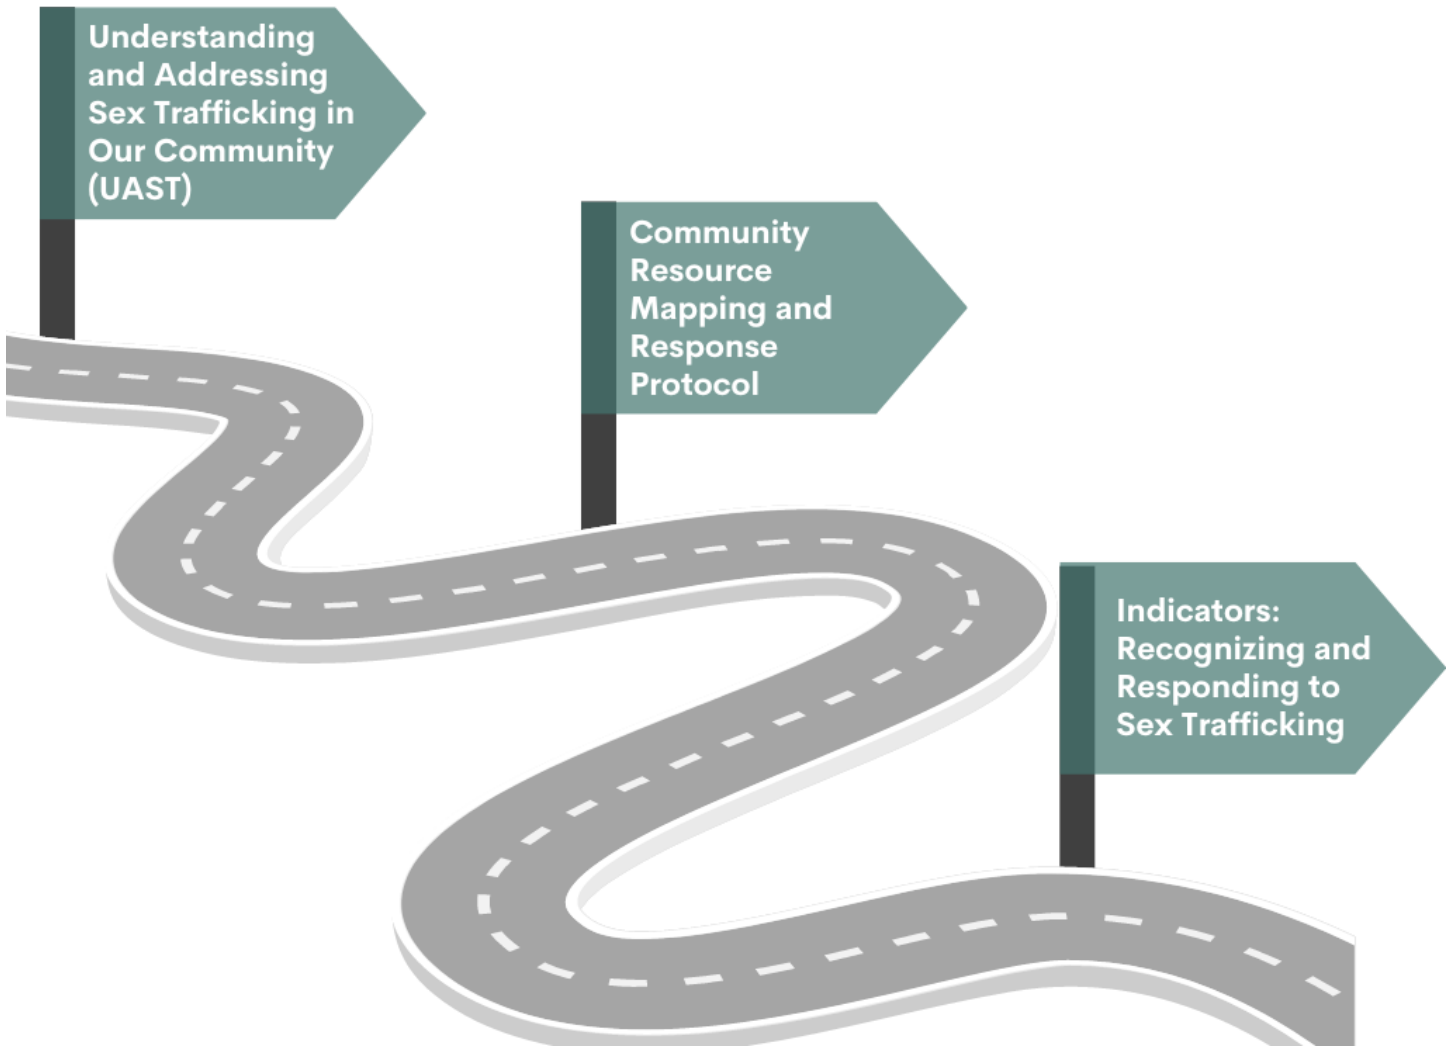 Understanding
and Addressing
Sex Trafficking in
Our Community
(UAST)
Community
Resource
Mapping and
Response
Protocol
Indicators:
Recognizing and
Responding to
Sex Trafficking